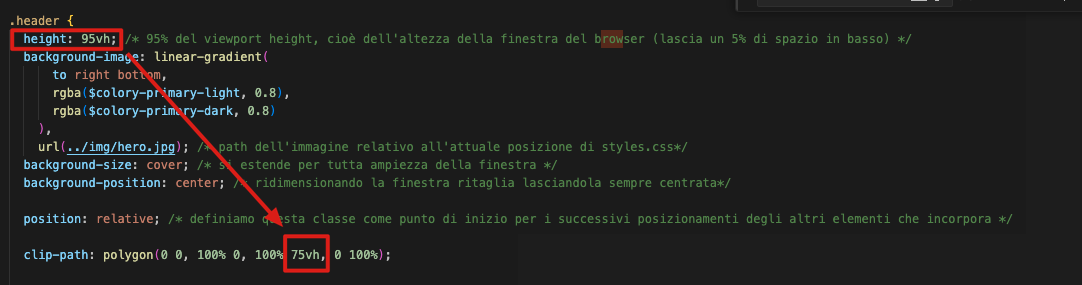 .header {
height: 95vh; /* 95% del viewport height, cioè dell'altezza della finestra del browser (lascia un 5% di spazio in basso) */
background-image: linear-gradient(
to right bottom,
rgba($colory-primary-light, 0.8),
rgba($colory-primary-dark, 0.8)
),
url(../img/hero.jpg); /* path dell'immagine relativo all'attuale posizione di styles.css*/
background-size: cover; /* si estende per tutta ampiezza della finestra */
background-position: center; /* ridimensionando la finestra ritaglia lasciandola sempre centrata*/
position: relative; /* definiamo questa classe come punto di inizio per i successivi posizionamenti degli altri elementi che incorpora */
clip-path: polygon(0 0, 100% 0, 100% 75vh, 0 100%);